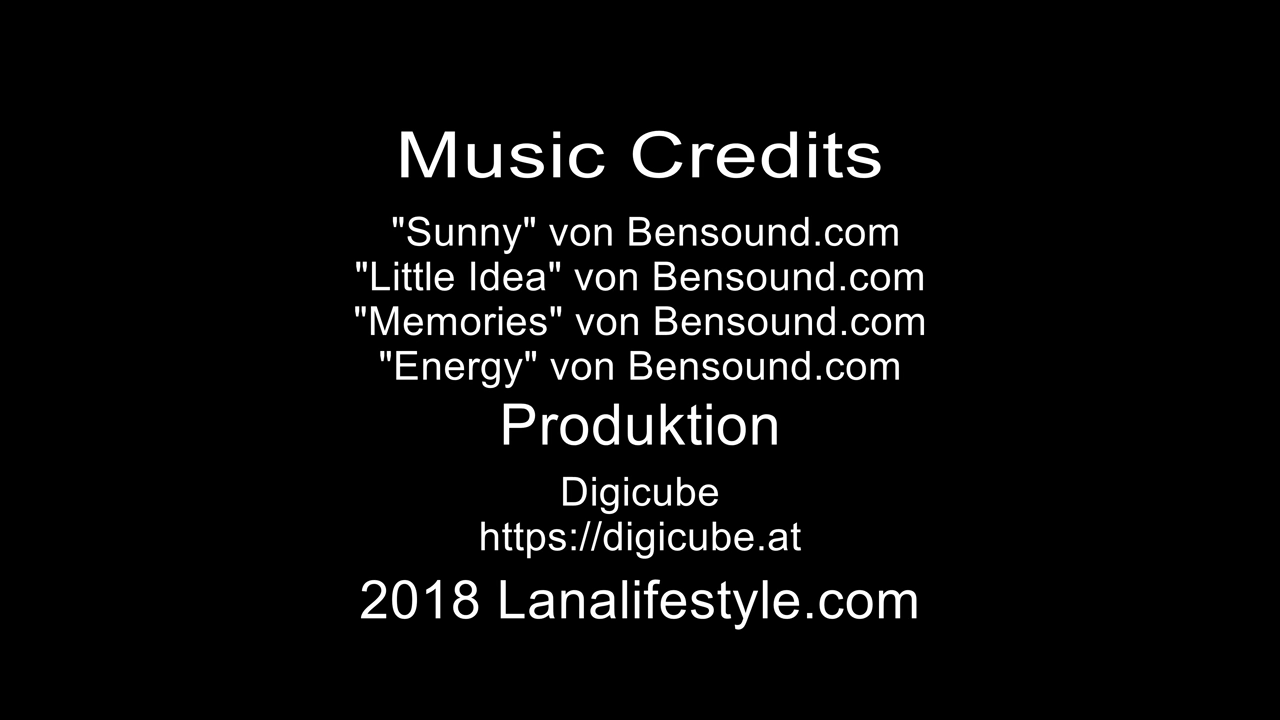 Music Credits
"Sunny" von Bensound.com
"Little Idea" von Bensound.com
"Memories" von Bensound.com
"Energy" von Bensound.com
Produktion
Digicube
https://digicube.at
2018 Lanalifestyle.com